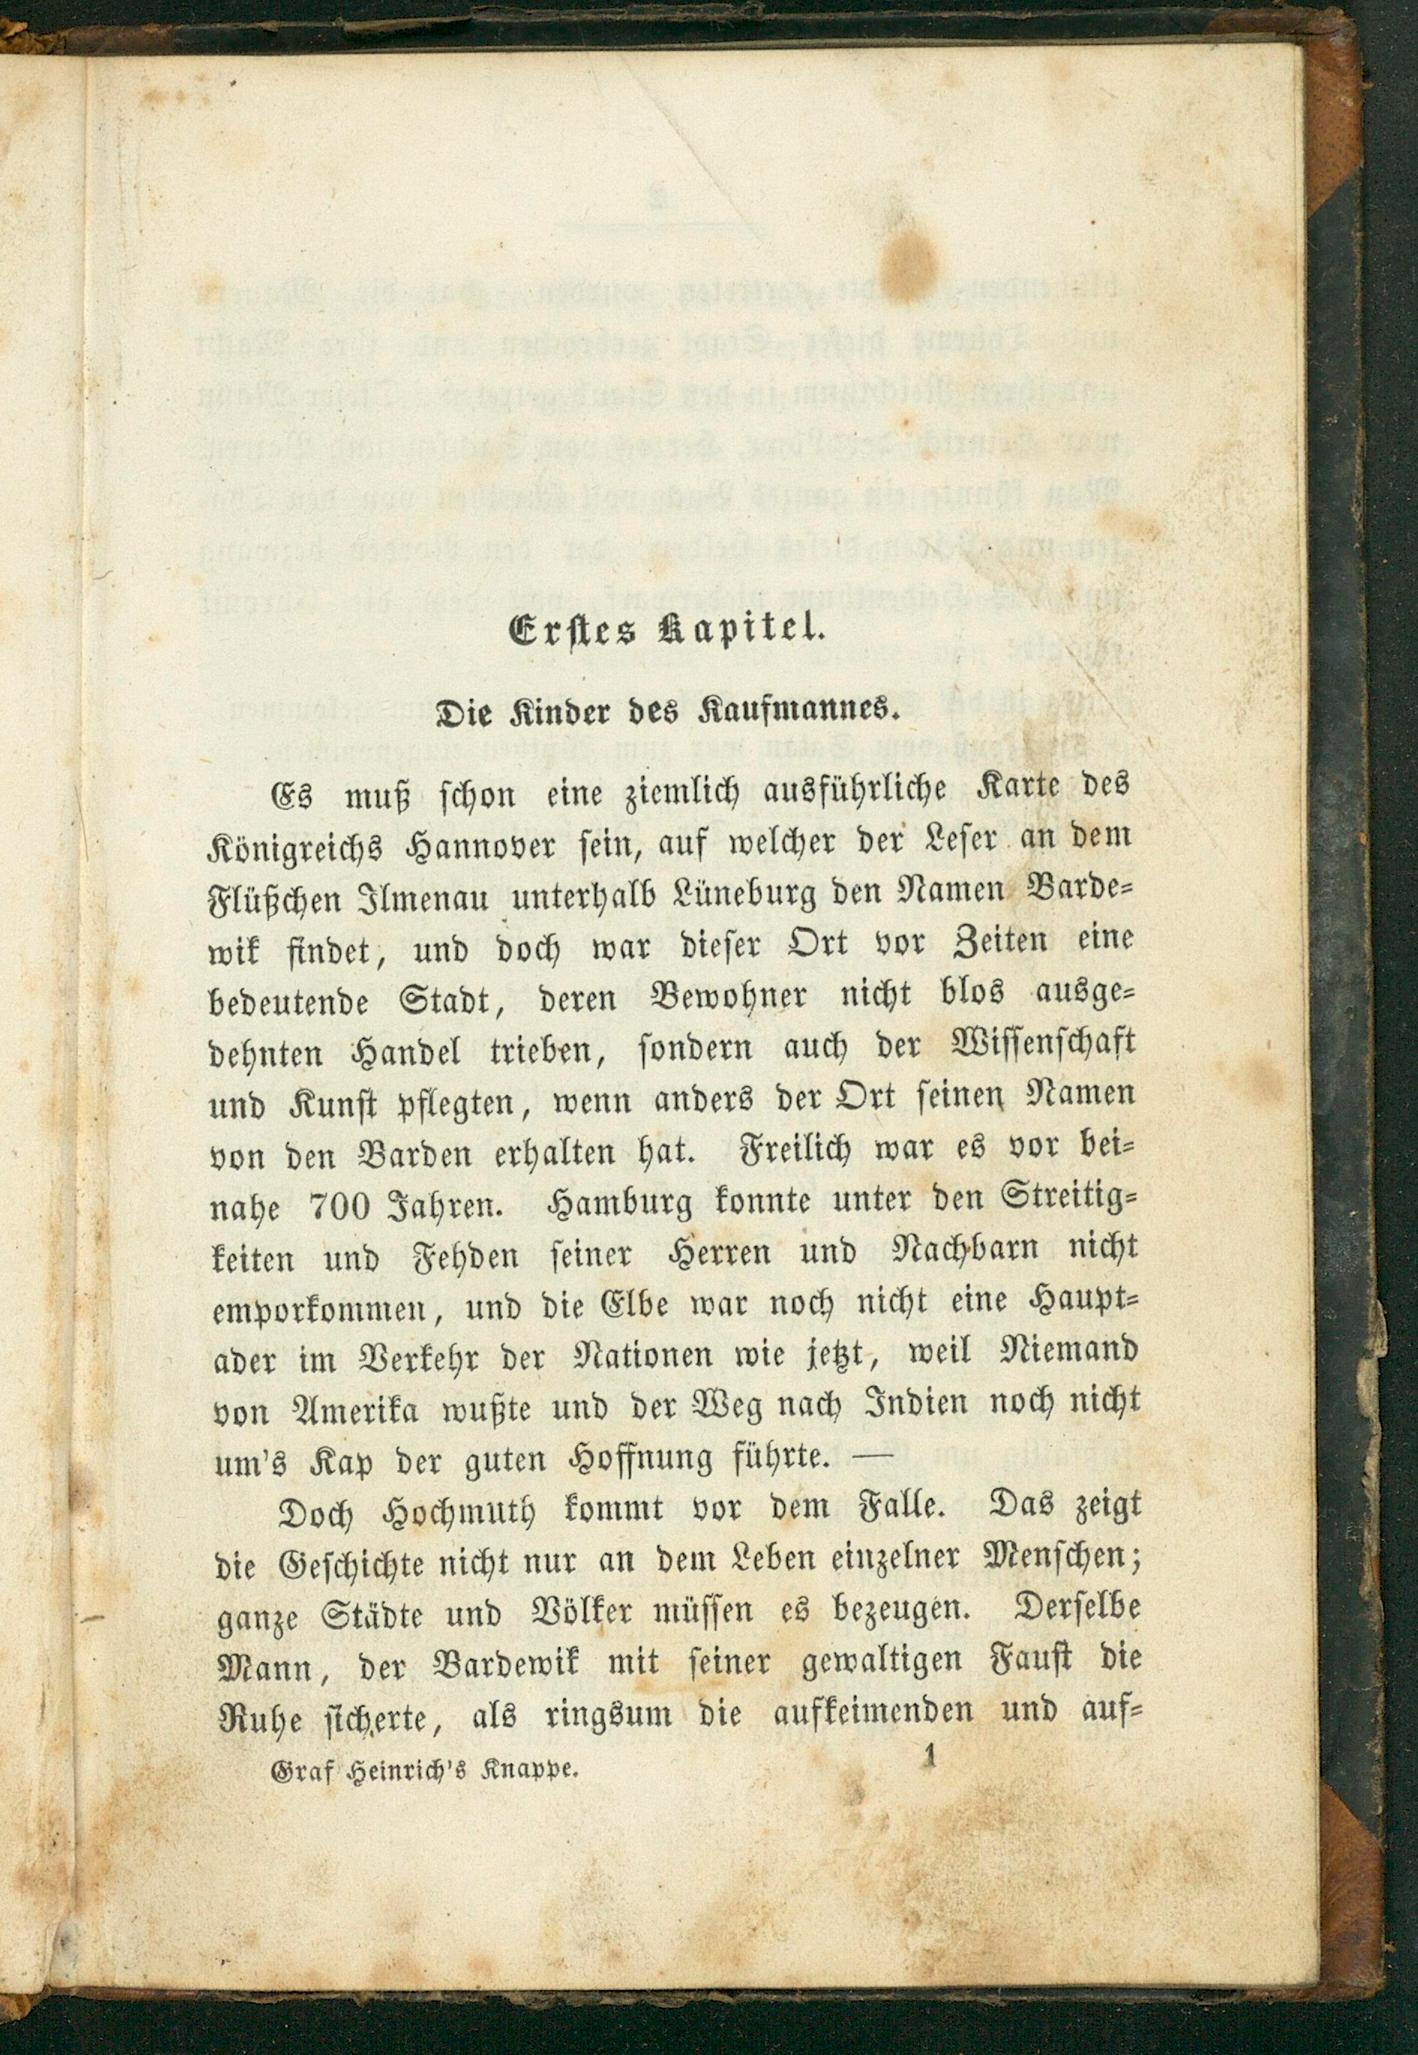 Erstes Kapitel.
Die Kinder des Kaufmannes.
Es muß schon eine ziemlich ausführliche Karte des
Königreichs Hannover sein, auf welcher der Leser an dem
Flüßchen Ilmenau unterhalb Lüneburg den Namen Barde-
wik findet, und doch war dieser Ort vor Zeiten eine
bedeutende Stadt, deren Bewohner nicht blos ausge-
dehnten Handel trieben, sondern auch der Wissenschaft
und Kunst pflegten, wenn anders der Ort seinen Namen
von den Barden erhalten hat. Freilich war es vor bei-
nahe 700 Jahren. Hamburg konnte unter den Streitig-
keiten und Fehden seiner Herren und Nachbarn nicht
emporkommen, und die Elbe war noch nicht eine Haupt-
ader im Verkehr der Nationen wie jetzt, weil Niemand
von Amerika wußte und der Weg nach Indien noch nicht
um's Kap der guten Hoffnung führte. —
Doch Hochmuth kommt vor dem Falle. Das zeigt
die Geschichte nicht nur an dem Leben einzelner Menschen;
ganze Städte und Völker müssen es bezeugen. Derselbe
Mann, der Bardewik mit seiner gewaltigen Faust die
Ruhe sicherte, als ringsum die aufkeimenden und auf-
Graf Heinrich's Knappe. 1